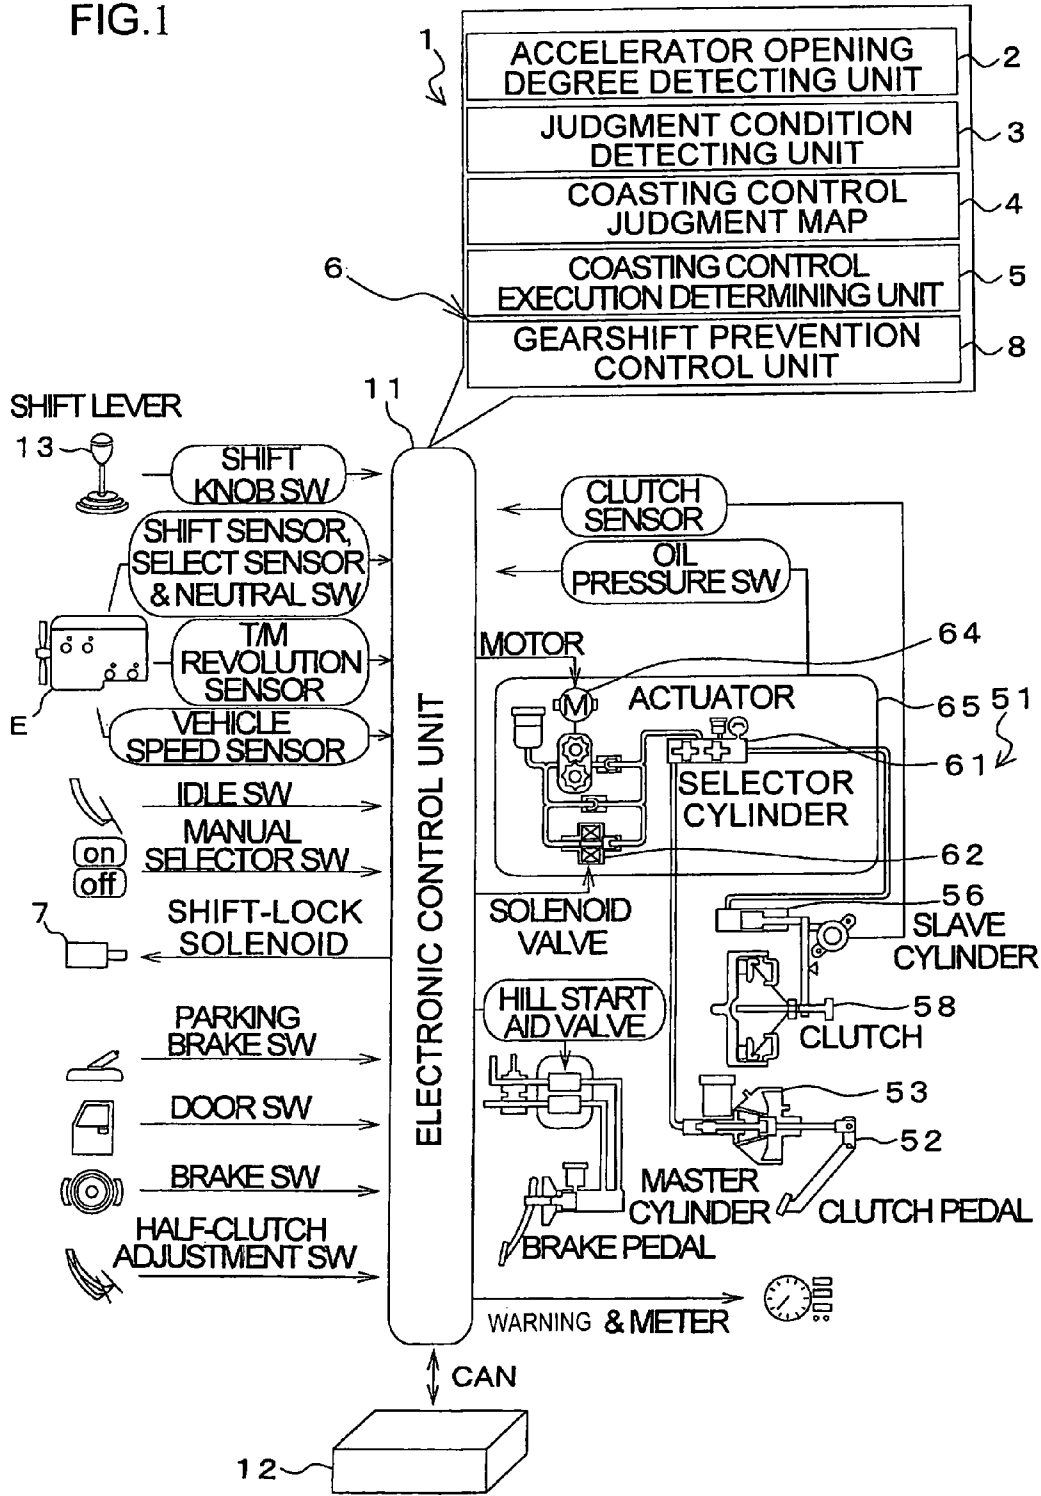 FIG.1
1
ACCELERATOR OPENING
DEGREE DETECTING UNIT
2
JUDGMENT CONDITION
DETECTING UNIT
3
COASTING CONTROL
JUDGMENT MAP
4
COASTING CONTROL
EXECUTION DETERMINING UNIT
5
6
GEARSHIFT PREVENTION
CONTROL UNIT
8
11
SHIFT LEVER
13
SHIFT
KNOB SW
SHIFT SENSOR,
SELECT SENSOR
& NEUTRAL SW
T/M
REVOLUTION
SENSOR
E
VEHICLE
SPEED SENSOR
IDLE SW
on
off
MANUAL
SELECTOR SW
7
SHIFT-LOCK
SOLENOID
PARKING
BRAKE SW
DOOR SW
BRAKE SW
HALF-CLUTCH
ADJUSTMENT SW
ELECTRONIC CONTROL UNIT
CLUTCH
SENSOR
OIL
PRESSURE SW
MOTOR
64
M
ACTUATOR
65
51
61
SELECTOR
CYLINDER
62
SOLENOID
VALVE
56
SLAVE
CYLINDER
58
CLUTCH
HILL START
AID VALVE
53
52
MASTER
CYLINDER
CLUTCH PEDAL
BRAKE PEDAL
WARNING & METER
CAN
12